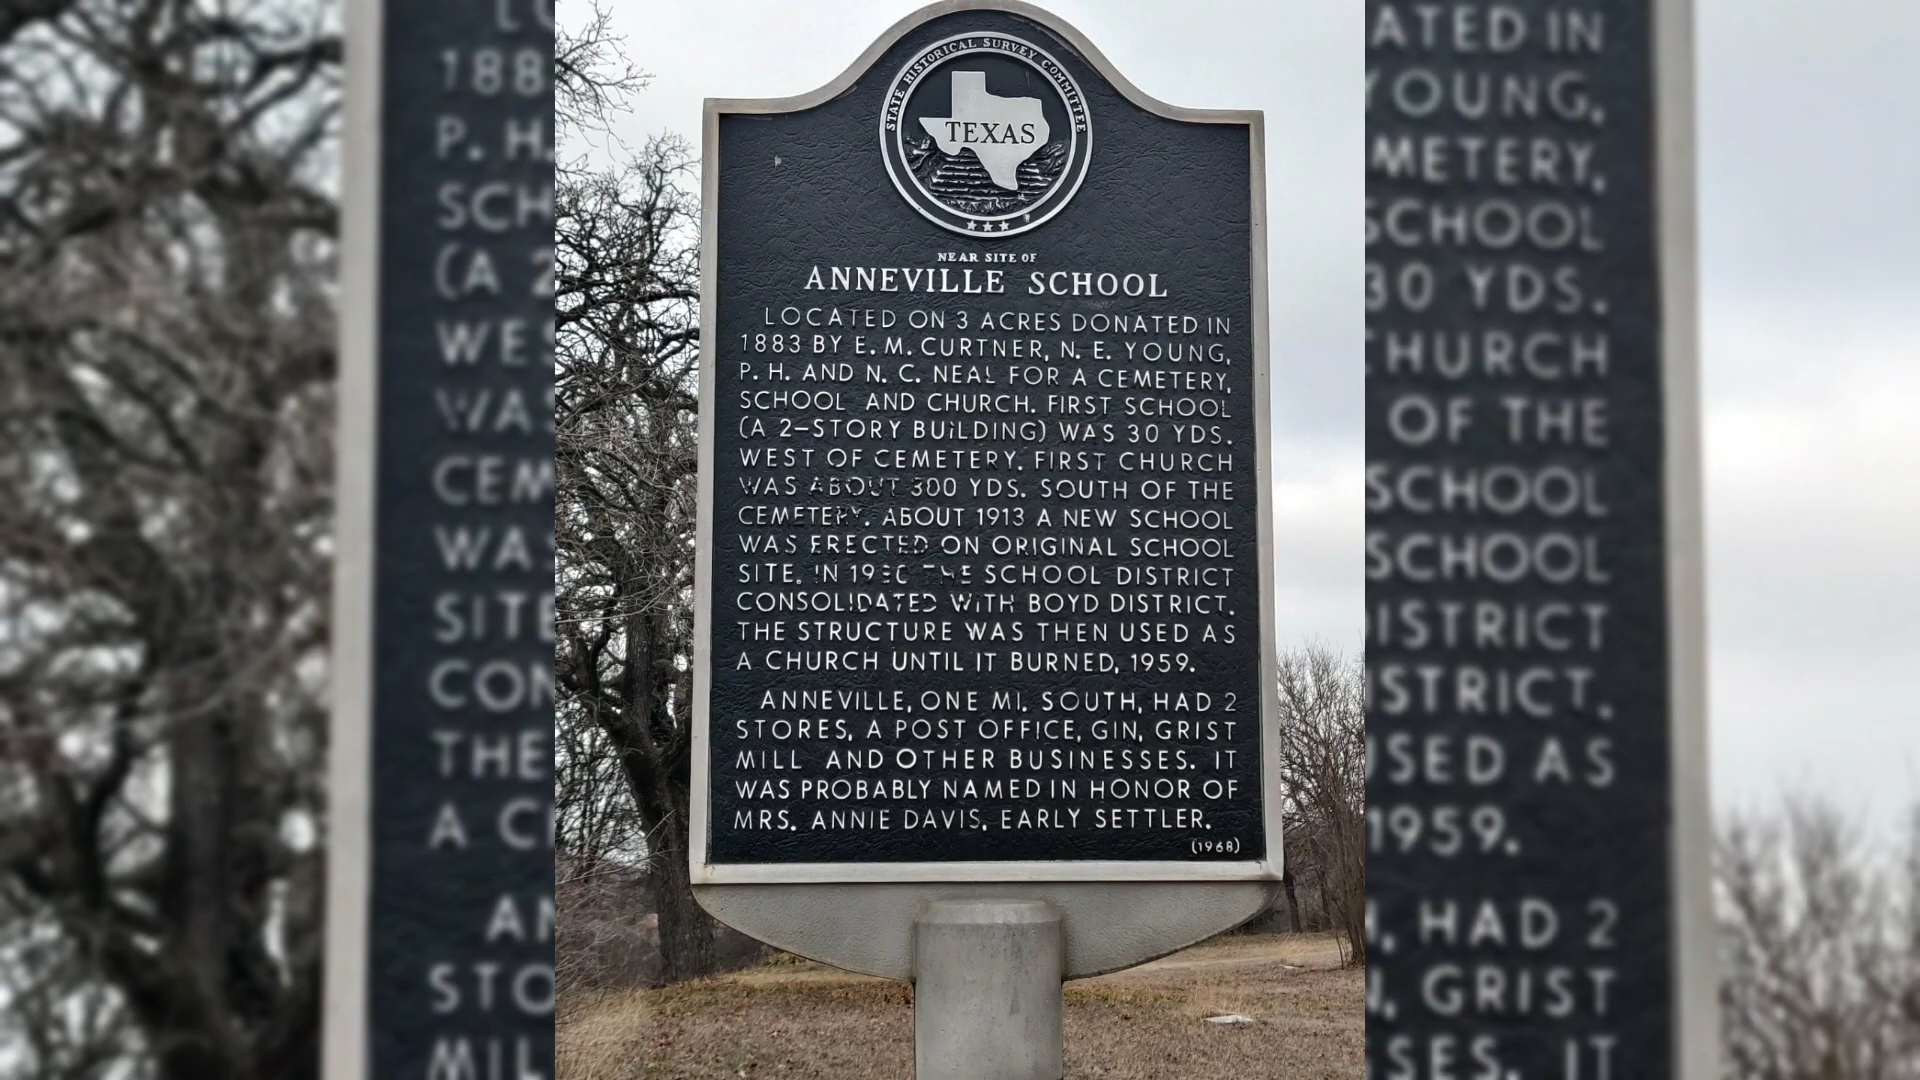 STATE HISTORICAL SURVEY COMMITTEE
TEXAS
NEAR SITE OF
ANNEVILLE SCHOOL
LOCATED ON 3 ACRES DONATED IN
1883 BY E. M. CURTNER, N. E. YOUNG,
P. H. AND N. C. NEAL FOR A CEMETERY,
SCHOOL AND CHURCH. FIRST SCHOOL
(A 2-STORY BUILDING) WAS 30 YDS.
WEST OF CEMETERY. FIRST CHURCH
WAS ABOUT 300 YDS. SOUTH OF THE
CEMETERY. ABOUT 1913 A NEW SCHOOL
WAS ERECTED ON ORIGINAL SCHOOL
SITE. IN THE SCHOOL DISTRICT
CONSOLIDATED WITH BOYD DISTRICT.
THE STRUCTURE WAS THEN USED AS
A CHURCH UNTIL IT BURNED, 1959.
ANNEVILLE, ONE MI. SOUTH, HAD 2
STORES, A POST OFFICE, GIN, GRIST
MILL AND OTHER BUSINESSES. IT
WAS PROBABLY NAMED IN HONOR OF
MRS. ANNIE DAVIS, EARLY SETTLER.
(1968)